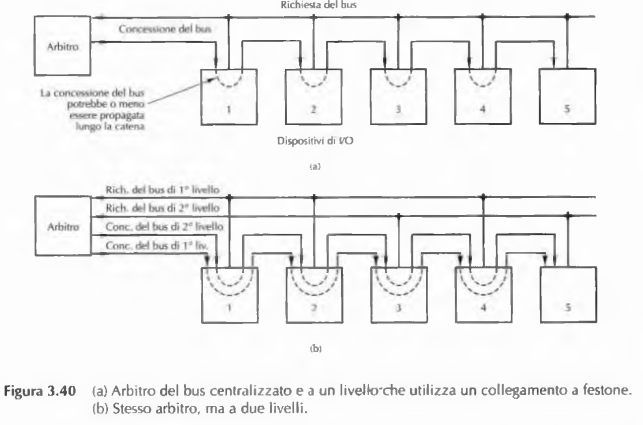 Richiesta del bus
Concessione del bus
Arbitro
La concessione del bus
potrebbe o meno
essere propagata
lungo la catena
1
2
3
4
5
Dispositivi di I/O
(a)
Rich. del bus di 1° livello
Rich. del bus di 2° livello
Arbitro
Conc. del bus di 2° livello
Conc. del bus di 1° liv.
1
2
3
4
5
(b)
Figura 3.40 (a) Arbitro del bus centralizzato e a un livello che utilizza un collegamento a festone.
(b) Stesso arbitro, ma a due livelli.